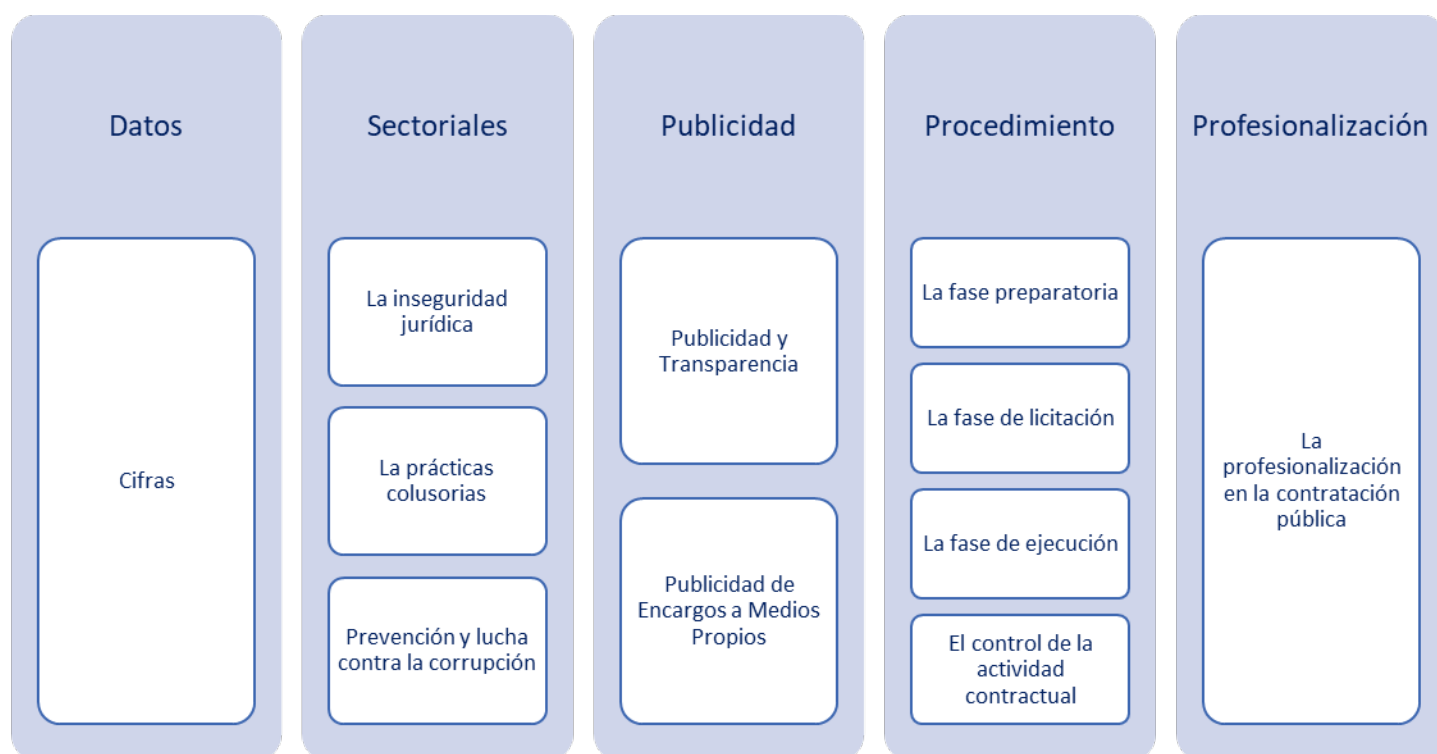 Datos
Cifras
Sectoriales
La inseguridad
jurídica
La prácticas
colusorias
Prevención y lucha
contra la corrupción
Publicidad
Publicidad y
Transparencia
Publicidad de
Encargos a Medios
Propios
Procedimiento
La fase preparatoria
La fase de licitación
La fase de ejecución
El control de la
actividad
contractual
Profesionalización
La
profesionalización
en la contratación
pública